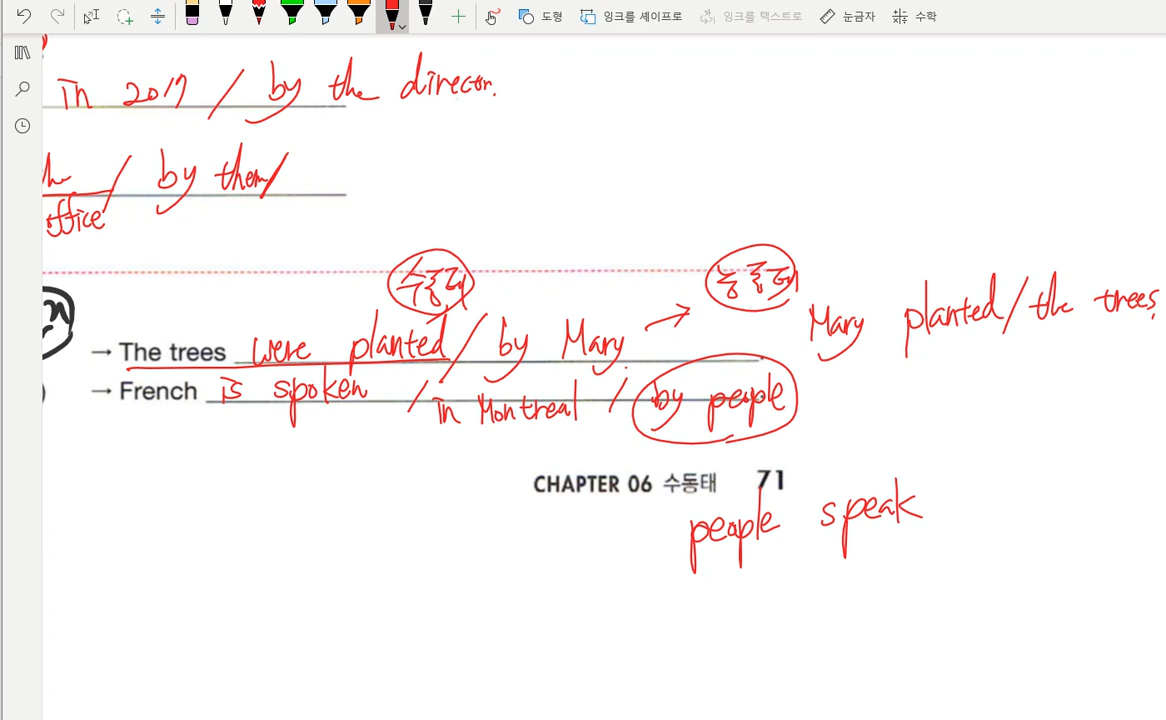 도형 잉크를 셰이프로 잉크를 텍스트로 눈금자 수학
in 2017 / by the director.
/ by them/
office
수동태 능동태
→ The trees were planted / by Mary. → Mary planted / the trees.
→ French is spoken / in Montreal / by people
CHAPTER 06 수동태 71
people speak